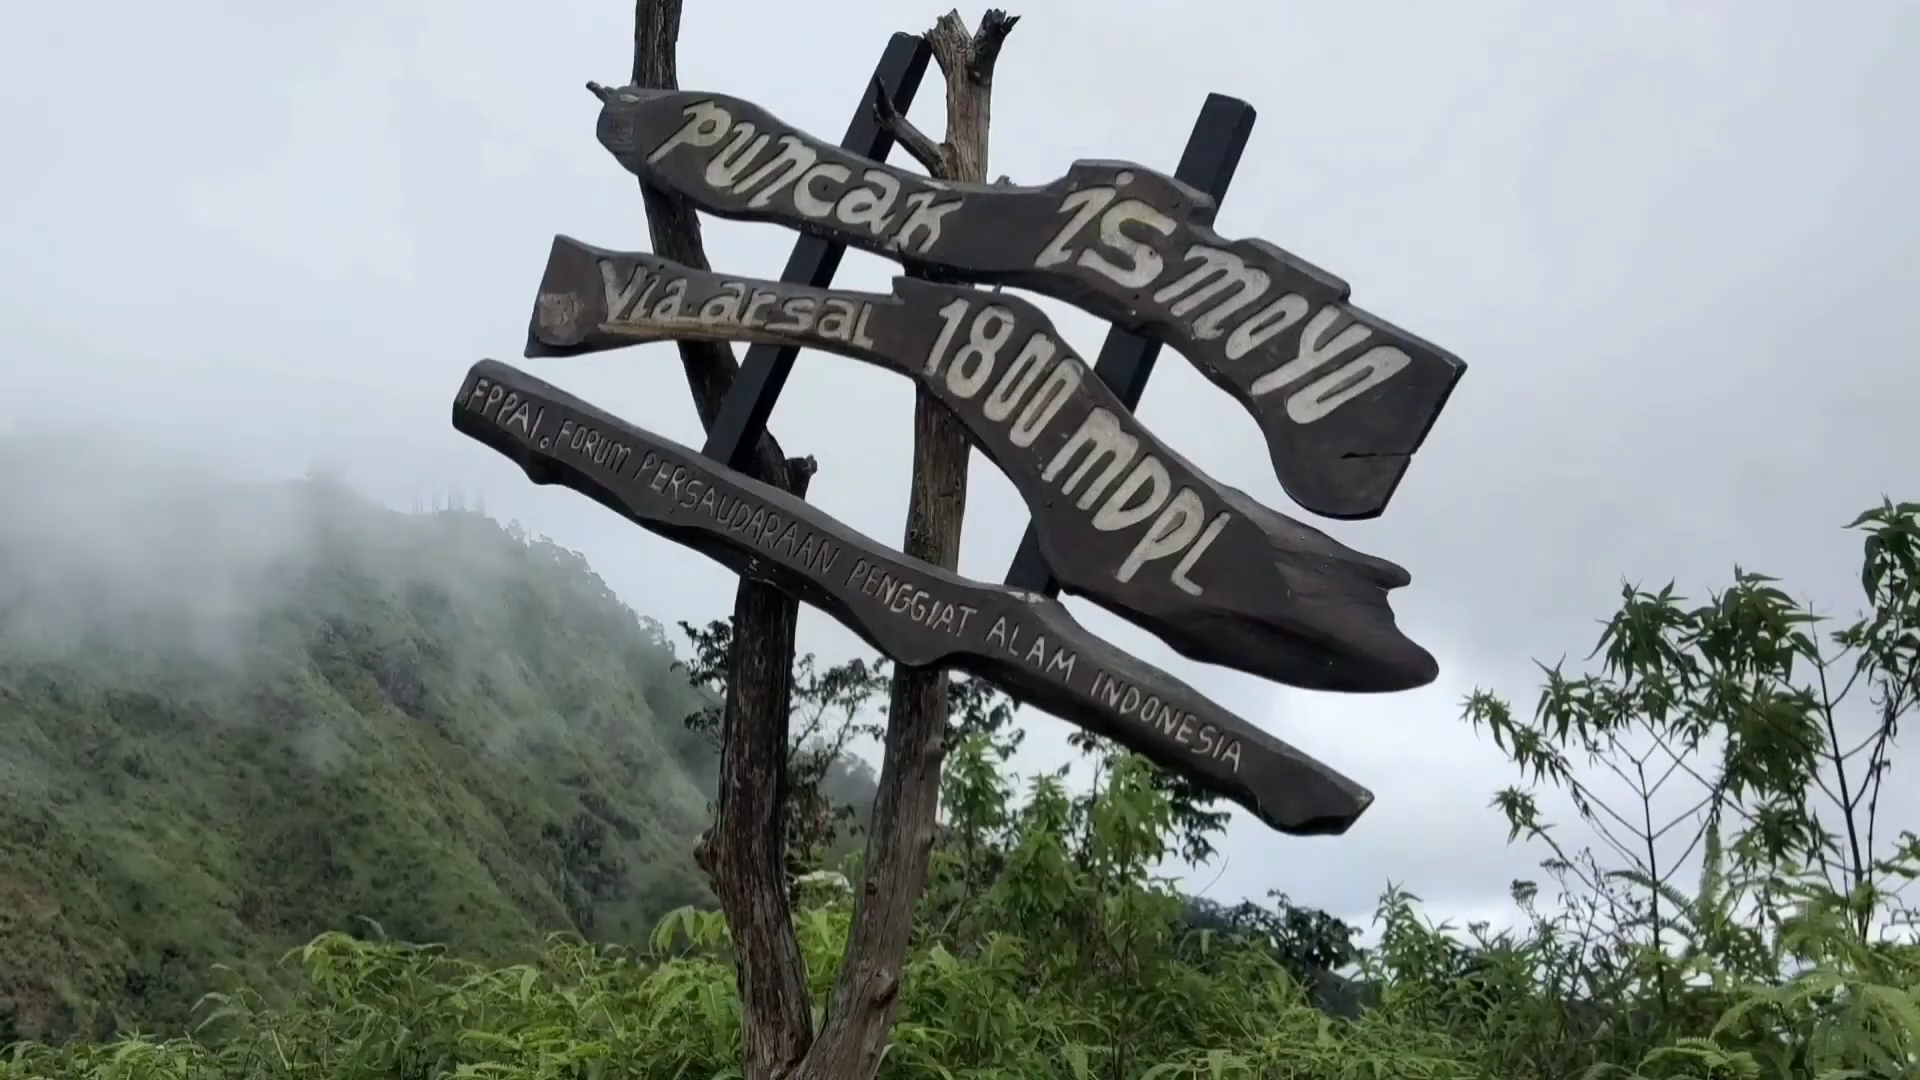 puncak ismoyo
Via arsal 1800 MDPL
FPPAI. FORUM PERSAUDARAAN PENGGIAT ALAM INDONESIA